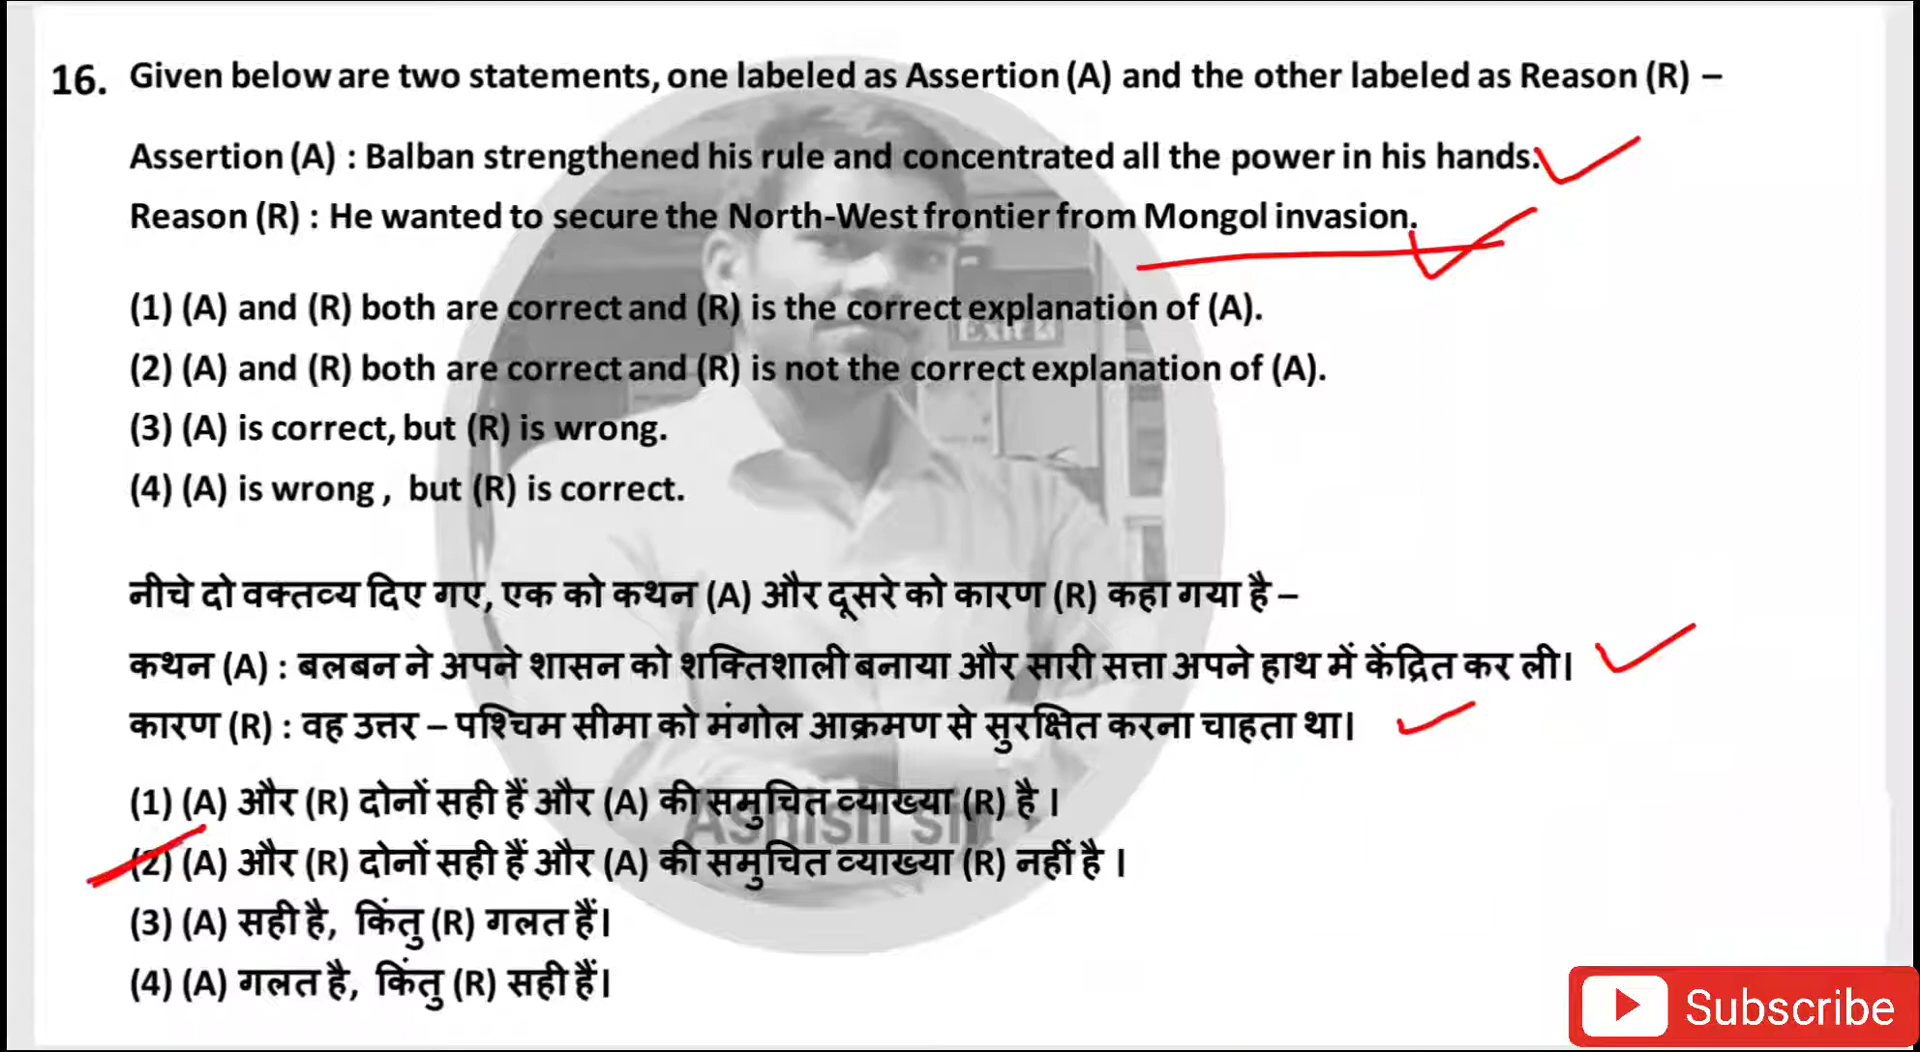 16. Given below are two statements, one labeled as Assertion (A) and the other labeled as Reason (R) –
Assertion (A) : Balban strengthened his rule and concentrated all the power in his hands.
Reason (R) : He wanted to secure the North-West frontier from Mongol invasion.
(1) (A) and (R) both are correct and (R) is the correct explanation of (A).
(2) (A) and (R) both are correct and (R) is not the correct explanation of (A).
(3) (A) is correct, but (R) is wrong.
(4) (A) is wrong , but (R) is correct.
नीचे दो वक्तव्य दिए गए, एक को कथन (A) और दूसरे को कारण (R) कहा गया है –
कथन (A) : बलबन ने अपने शासन को शक्तिशाली बनाया और सारी सत्ता अपने हाथ में केंद्रित कर ली।
कारण (R) : वह उत्तर – पश्चिम सीमा को मंगोल आक्रमण से सुरक्षित करना चाहता था।
(1) (A) और (R) दोनों सही हैं और (A) की समुचित व्याख्या (R) है ।
(2) (A) और (R) दोनों सही हैं और (A) की समुचित व्याख्या (R) नहीं है ।
(3) (A) सही है, किंतु (R) गलत हैं।
(4) (A) गलत है, किंतु (R) सही हैं।
Exit
Ashish sir
Subscribe